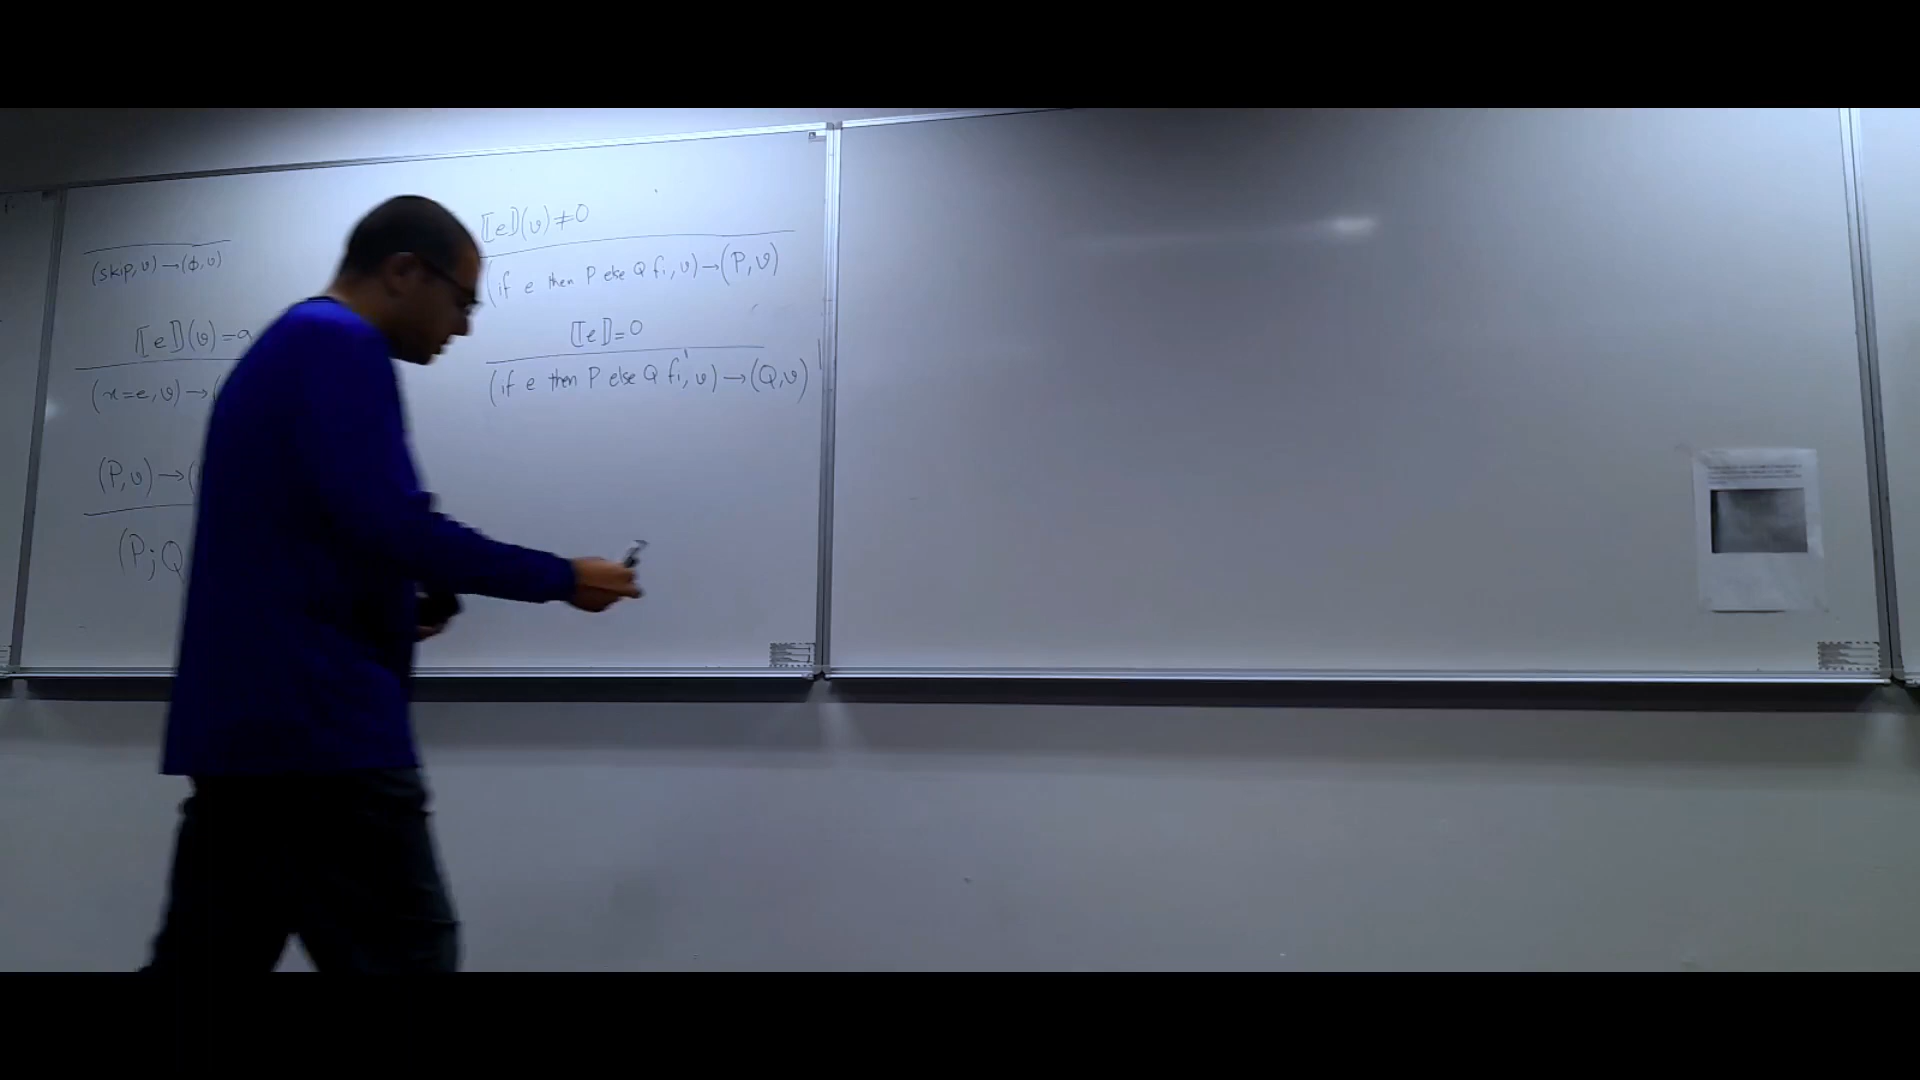 (skip, v) → (ϕ, v)
⟦e⟧(v) = a
(x=e, v) → (
(P, v) → (
(P; Q
⟦e⟧(v) ≠ 0
(if e then P else Q fi, v) → (P, v)
⟦e⟧ = 0
(if e then P else Q fi, v) → (Q, v)